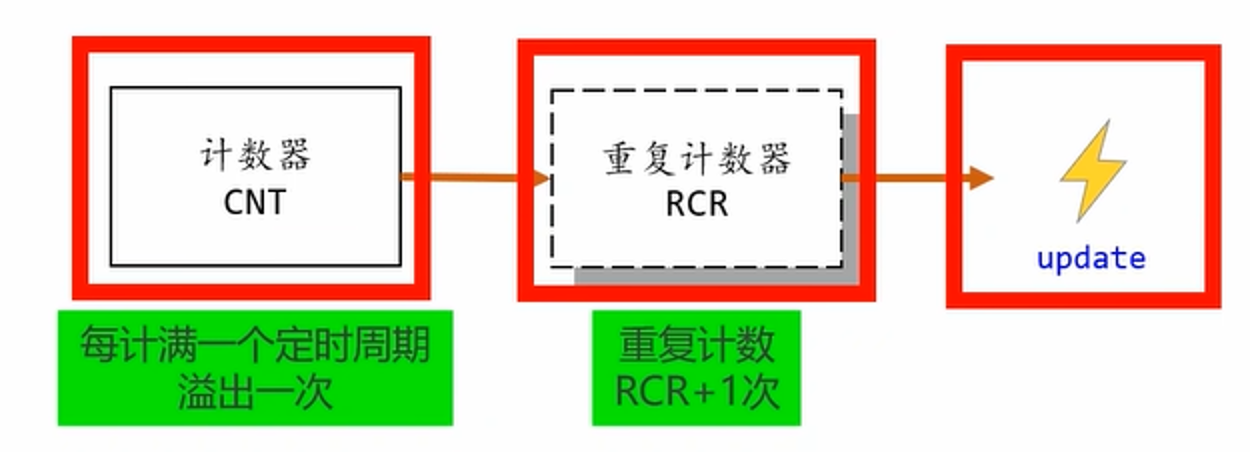 计数器
CNT
重复计数器
RCR
update
每计满一个定时周期
溢出一次
重复计数
RCR+1次